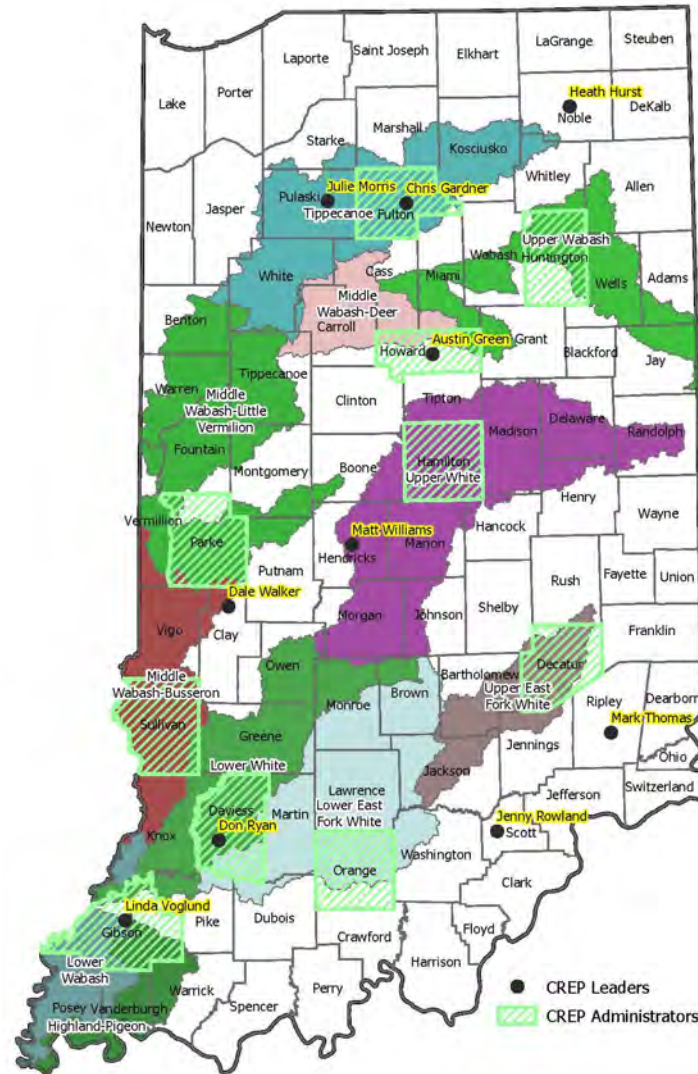 Saint Joseph
LaGrange
Steuben
Laporte
Elkhart
Porter
Lake
Heath Hurst
Noble
DeKalb
Marshall
Starke
Kosciusko
Whitley
Allen
Julie Morris
Chris Gardner
Pulaski
Tippecanoe
Fulton
Newton
Jasper
Upper Wabash
Wabash
Huntington
White
Cass
Miami
Wells
Adams
Middle
Wabash-Deer
Benton
Carroll
Austin Green
Howard
Grant
Blackford
Jay
Tippecanoe
Warren
Middle
Wabash-Little
Vermilion
Clinton
Tipton
Madison
Delaware
Randolph
Fountain
Montgomery
Boone
Hamilton
Upper White
Henry
Wayne
Vermillion
Parke
Hancock
Matt Williams
Hendricks
Marion
Putnam
Rush
Fayette
Union
Dale Walker
Clay
Vigo
Morgan
Johnson
Shelby
Franklin
Owen
Middle
Wabash-Busseron
Bartholomew
Decatur
Upper East
Fork White
Brown
Monroe
Ripley
Dearborn
Sullivan
Greene
Mark Thomas
Jennings
Ohio
Lower White
Jackson
Switzerland
Jefferson
Lawrence
Lower East
Fork White
Martin
Daviess
Don Ryan
Knox
Jenny Rowland
Scott
Washington
Orange
Clark
Linda Voglund
Gibson
Pike
Dubois
Crawford
Floyd
Harrison
Lower
Wabash
Perry
Warrick
Spencer
Posey
Vanderburgh
Highland-Pigeon
CREP Leaders
CREP Administrators